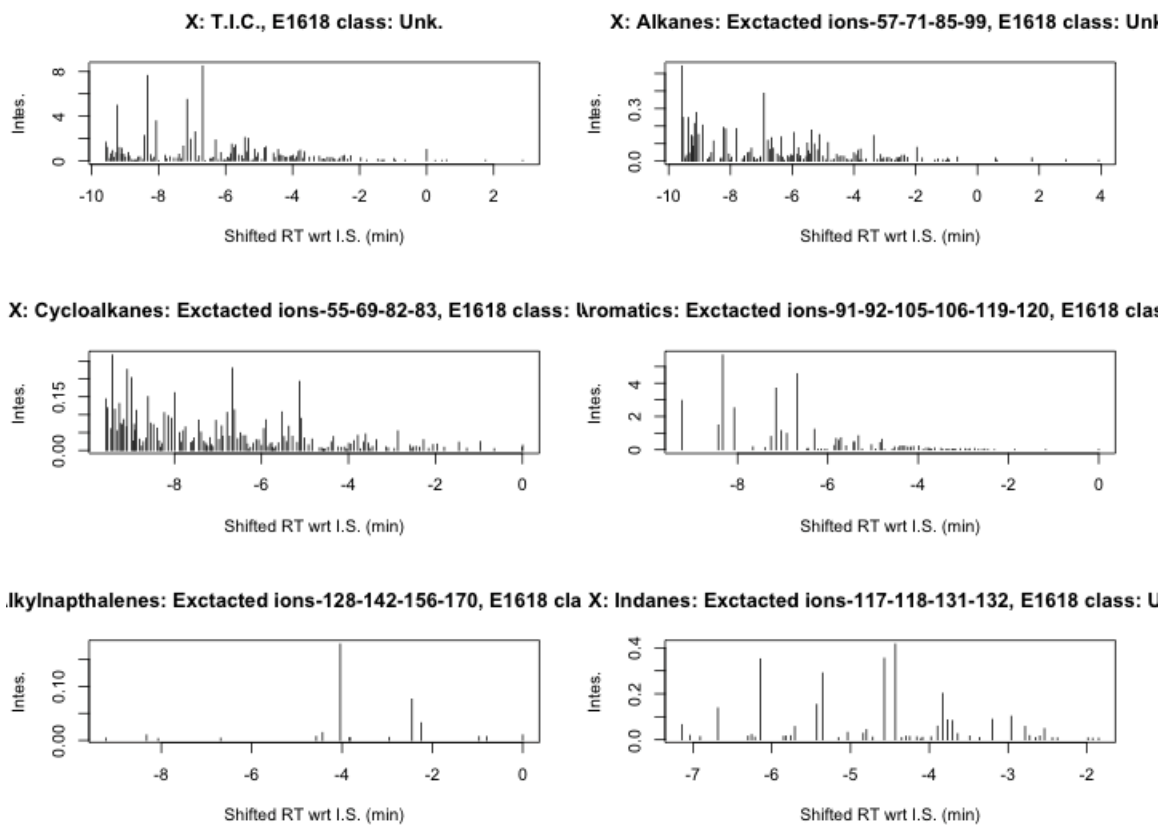 X: T.I.C., E1618 class: Unk.
Intes.
8
4
0
-10 -8 -6 -4 -2 0 2
Shifted RT wrt I.S. (min)
X: Alkanes: Exctacted ions-57-71-85-99, E1618 class: Unk
Intes.
0.3
0.0
-10 -8 -6 -4 -2 0 2 4
Shifted RT wrt I.S. (min)
X: Cycloalkanes: Exctacted ions-55-69-82-83, E1618 class: U
Intes.
0.15
0.00
-8 -6 -4 -2 0
Shifted RT wrt I.S. (min)
Aromatics: Exctacted ions-91-92-105-106-119-120, E1618 clas
Intes.
4
2
0
-8 -6 -4 -2 0
Shifted RT wrt I.S. (min)
lkylnapthalenes: Exctacted ions-128-142-156-170, E1618 cla
Intes.
0.10
0.00
-8 -6 -4 -2 0
Shifted RT wrt I.S. (min)
X: Indanes: Exctacted ions-117-118-131-132, E1618 class: U
Intes.
0.4
0.2
0.0
-7 -6 -5 -4 -3 -2
Shifted RT wrt I.S. (min)